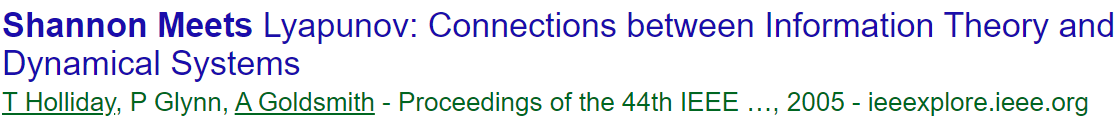 Shannon Meets Lyapunov: Connections between Information Theory and
Dynamical Systems
T Holliday, P Glynn, A Goldsmith - Proceedings of the 44th IEEE …, 2005 - ieeexplore.ieee.org